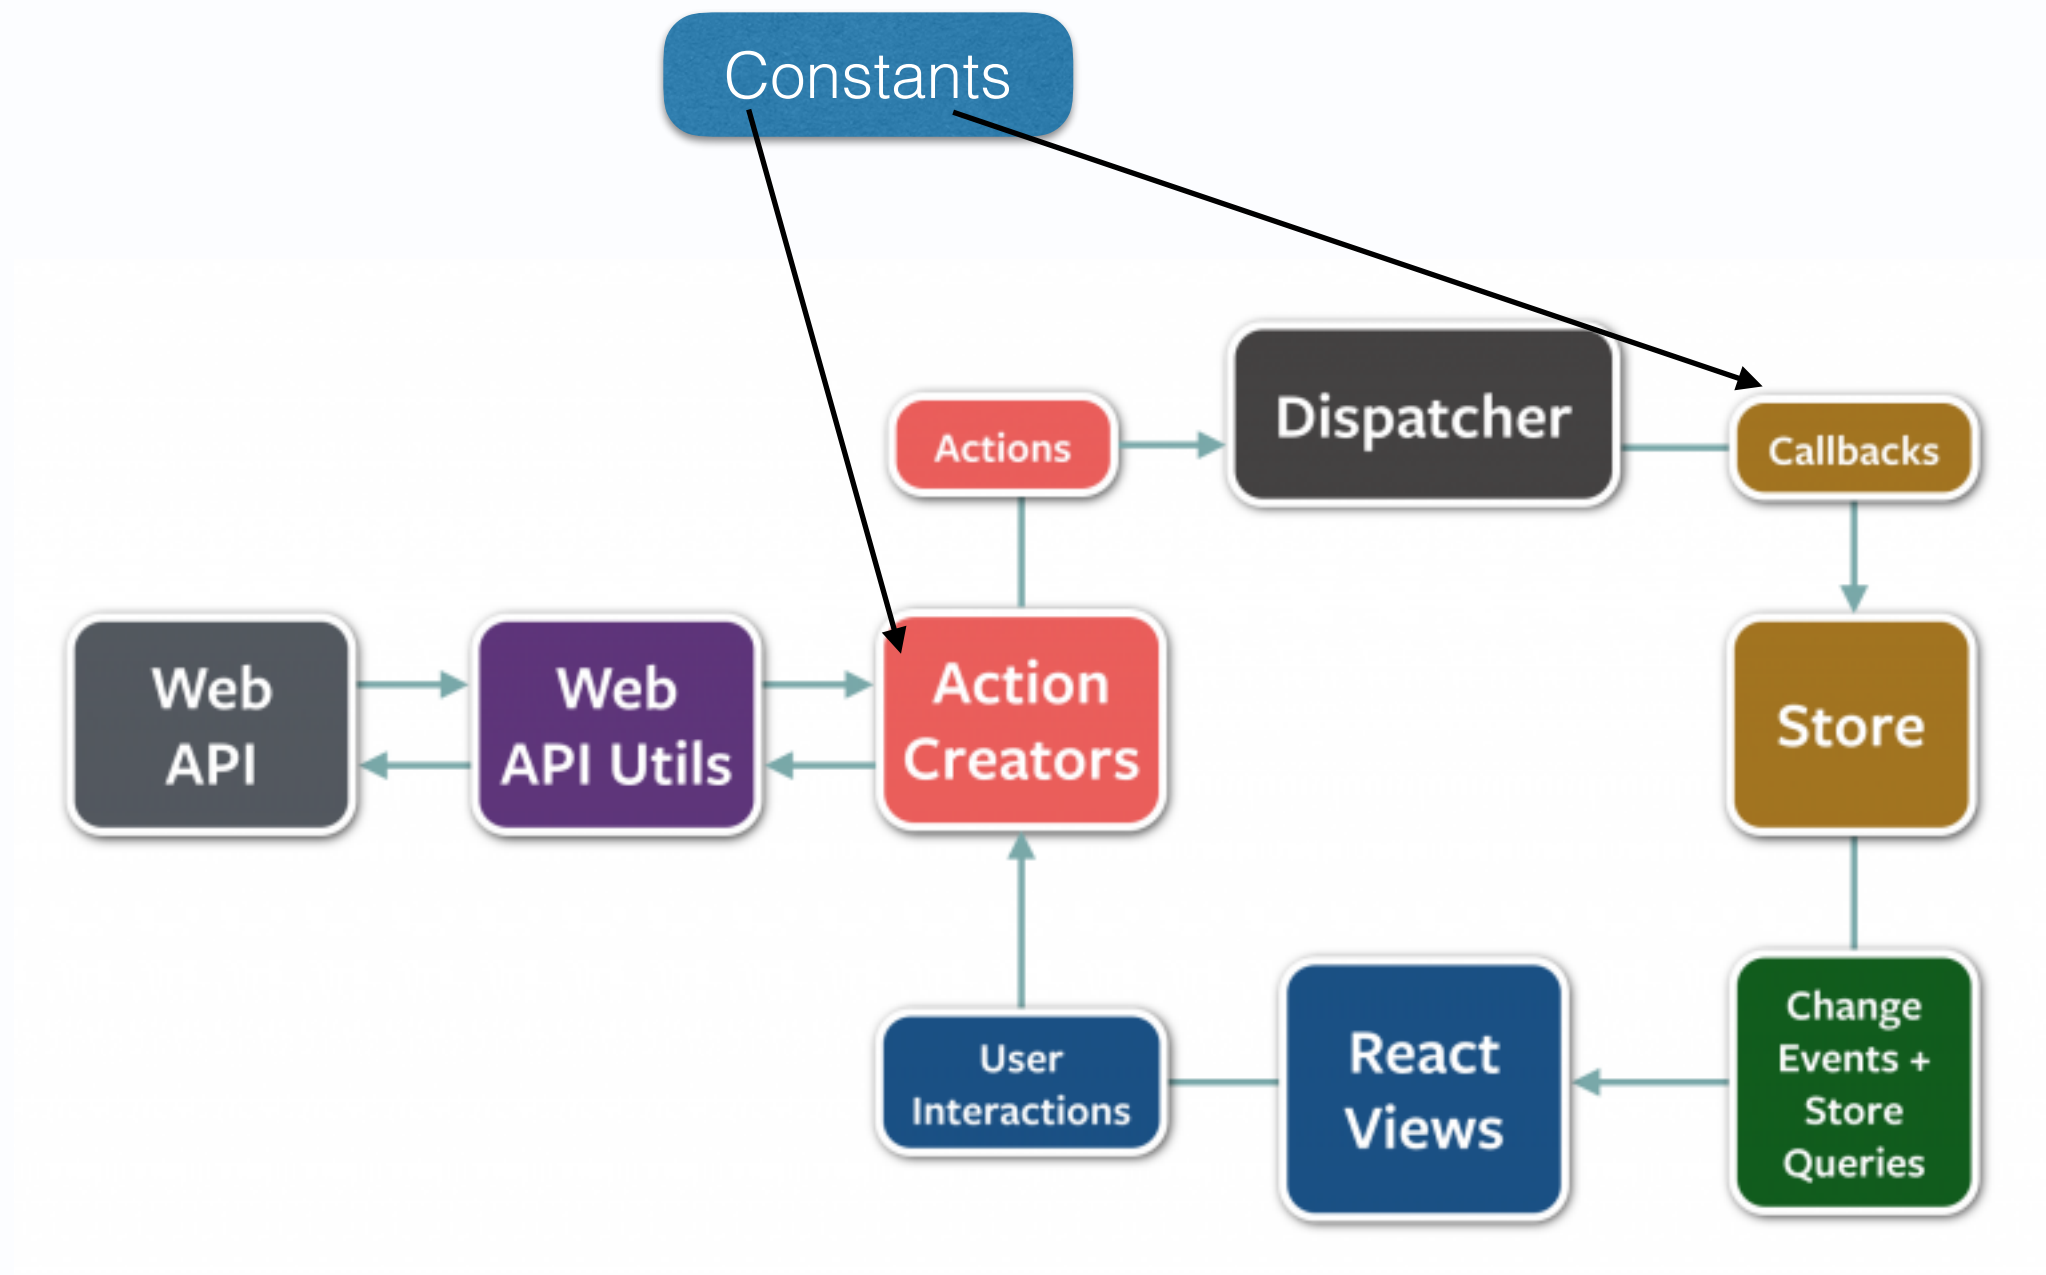 Constants
Dispatcher
Actions
Callbacks
Web
API
Web
API Utils
Action
Creators
Store
User
Interactions
React
Views
Change
Events +
Store
Queries